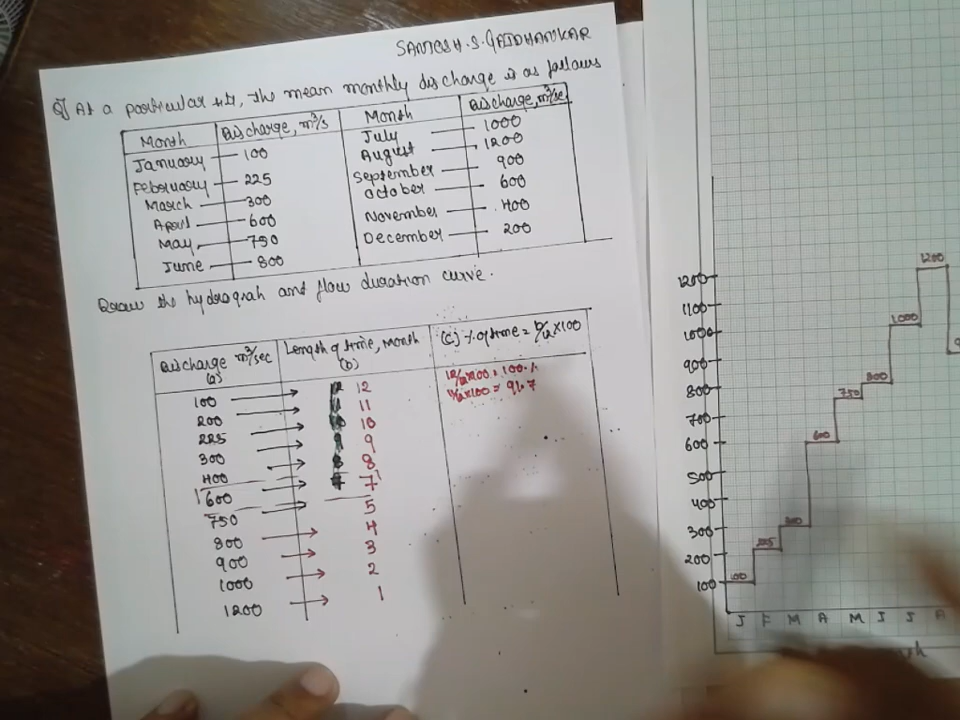 SANTOSH.S.GAIDHANKAR
Q) At a particular site, the mean monthly discharge is as follows
Month Discharge, m³/s Month Discharge, m³/sec
January 100 July 1000
February 225 August 1200
March 300 September 900
April 600 October 600
May 750 November 400
June 800 December 200
Draw the hydrograh and flow duration curve.
Discharge m³/sec (a) Length of time, Month (b) (c) % of time = b/12 × 100
100 12 12/12 x 100 = 100 %
200 11 11/12 x 100 = 91.7
225 10
300 9
400 8
600 7
750 5
800 4
900 3
1000 2
1200 1
1200
1100
1000
900
800
700
600
500
400
300
200
100
100 225 300 600 750 800 1000 1200
J F M A M J J A